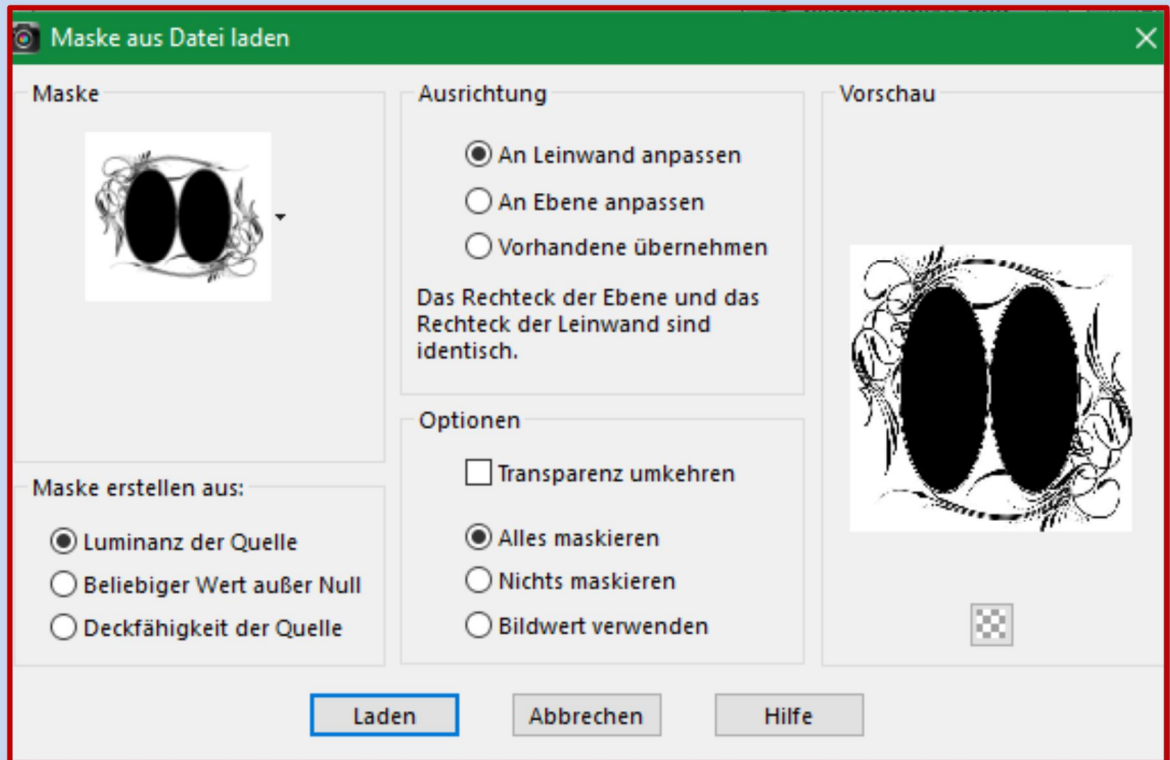 Maske aus Datei laden
Maske
Maske erstellen aus:
Luminanz der Quelle
Beliebiger Wert außer Null
Deckfähigkeit der Quelle
Ausrichtung
An Leinwand anpassen
An Ebene anpassen
Vorhandene übernehmen
Das Rechteck der Ebene und das
Rechteck der Leinwand sind
identisch.
Optionen
Transparenz umkehren
Alles maskieren
Nichts maskieren
Bildwert verwenden
Vorschau
Laden
Abbrechen
Hilfe